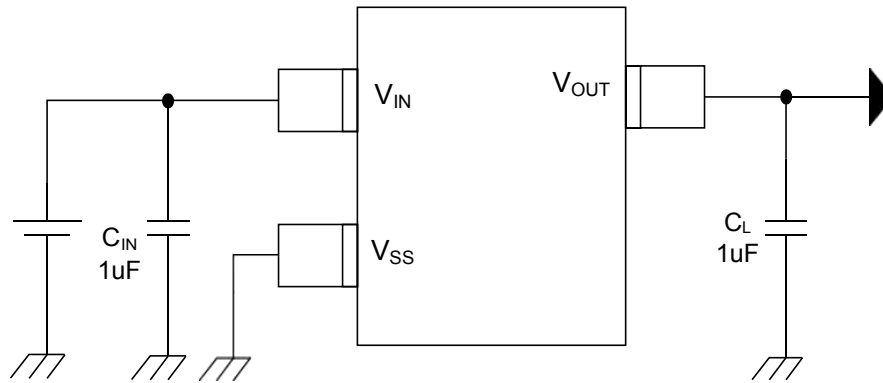 V_IN
V_OUT
V_SS
C_IN
1uF
C_L
1uF